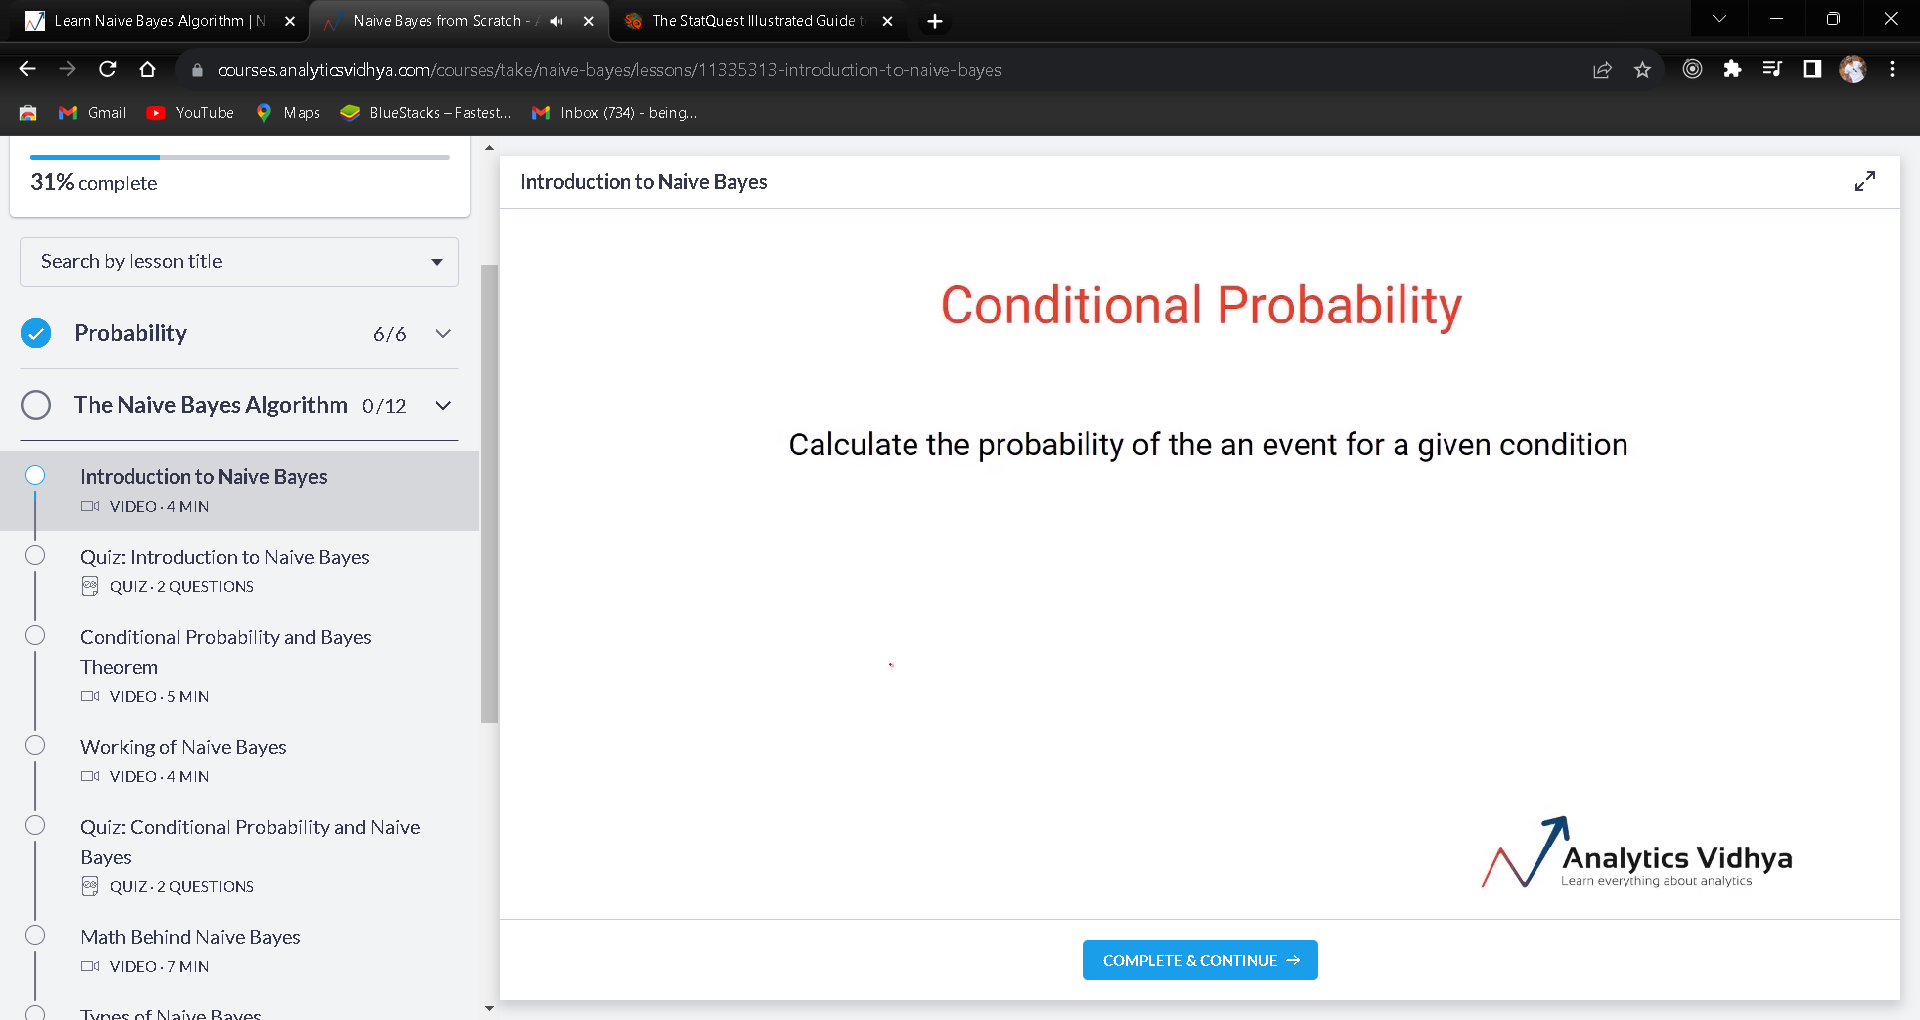 Learn Naive Bayes Algorithm | N
Naive Bayes from Scratch - A
The StatQuest Illustrated Guide t
courses.analyticsvidhya.com/courses/take/naive-bayes/lessons/11335313-introduction-to-naive-bayes
Gmail
YouTube
Maps
BlueStacks – Fastest...
Inbox (734) - being...
31% complete
Search by lesson title
Probability 6/6
The Naive Bayes Algorithm 0/12
Introduction to Naive Bayes
VIDEO · 4 MIN
Quiz: Introduction to Naive Bayes
QUIZ · 2 QUESTIONS
Conditional Probability and Bayes
Theorem
VIDEO · 5 MIN
Working of Naive Bayes
VIDEO · 4 MIN
Quiz: Conditional Probability and Naive
Bayes
QUIZ · 2 QUESTIONS
Math Behind Naive Bayes
VIDEO · 7 MIN
Types of Naive Bayes
Introduction to Naive Bayes
Conditional Probability
Calculate the probability of the an event for a given condition
Analytics Vidhya
Learn everything about analytics
COMPLETE & CONTINUE →